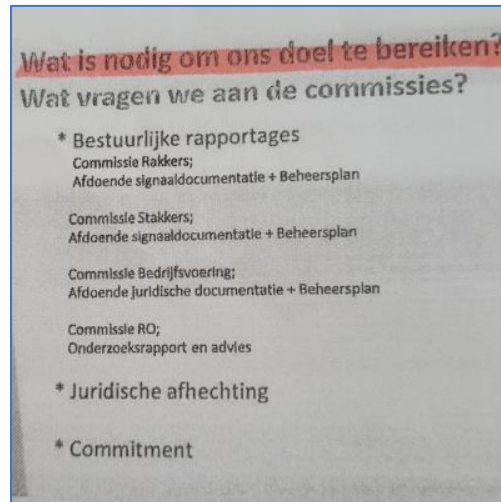 Wat is nodig om ons doel te bereiken?
Wat vragen we aan de commissies?
* Bestuurlijke rapportages
Commissie Rakkers;
Afdoende signaaldocumentatie + Beheersplan
Commissie Stakkers;
Afdoende signaaldocumentatie + Beheersplan
Commissie Bedrijfsvoering;
Afdoende juridische documentatie + Beheersplan
Commissie RO;
Onderzoeksrapport en advies
* Juridische afhechting
* Commitment